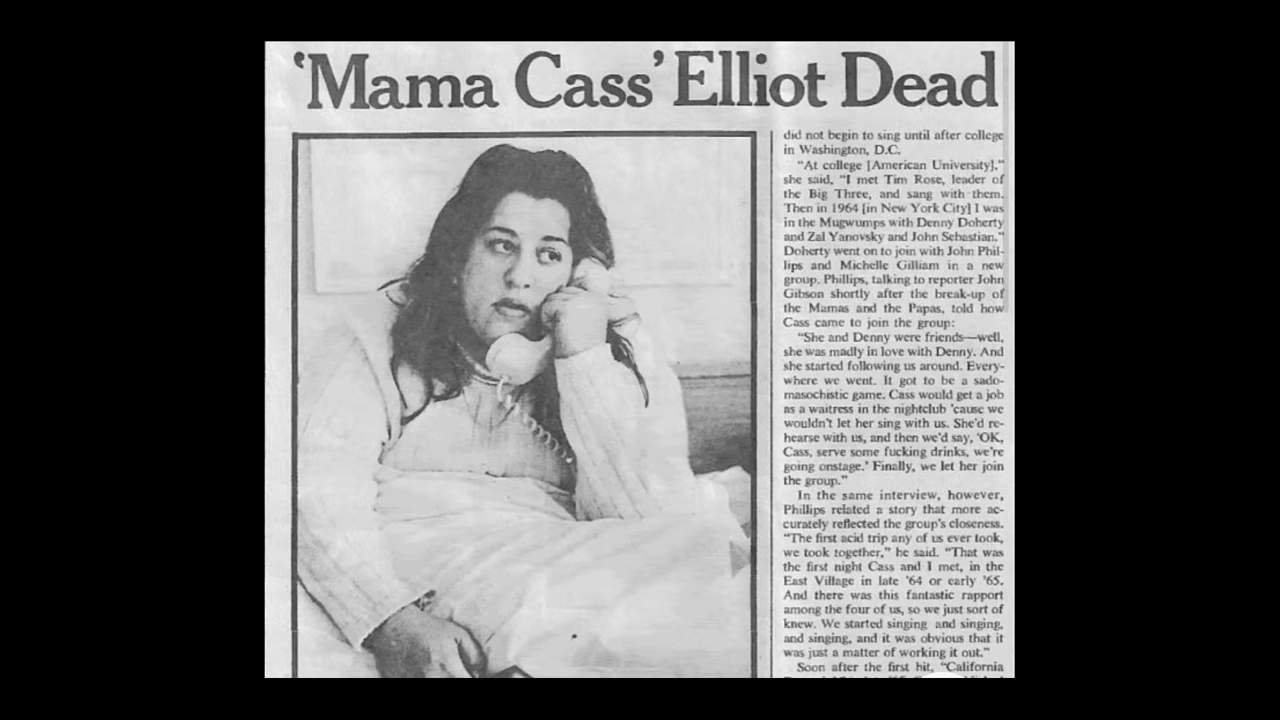 ‘Mama Cass’ Elliot Dead
did not begin to sing until after college
in Washington, D.C.
“At college [American University],”
she said, “I met Tim Rose, leader of
the Big Three, and sang with them.
Then in 1964 [in New York City] I was
in the Mugwumps with Denny Doherty
and Zal Yanovsky and John Sebastian.”
Doherty went on to join with John Phil-
lips and Michelle Gilliam in a new
group. Phillips, talking to reporter John
Gibson shortly after the break-up of
the Mamas and the Papas, told how
Cass came to join the group:
“She and Denny were friends—well,
she was madly in love with Denny. And
she started following us around. Every-
where we went. It got to be a sado-
masochistic game. Cass would get a job
as a waitress in the nightclub ’cause we
wouldn’t let her sing with us. She’d re-
hearse with us, and then we’d say, ‘OK,
Cass, serve some fucking drinks, we’re
going onstage.’ Finally, we let her join
the group.”
In the same interview, however,
Phillips related a story that more ac-
curately reflected the group’s closeness.
“The first acid trip any of us ever took,
we took together,” he said. “That was
the first night Cass and I met, in the
East Village in late ’64 or early ’65.
And there was this fantastic rapport
among the four of us, so we just sort of
knew. We started singing and singing,
and singing, and it was obvious that it
was just a matter of working it out.”
Soon after the first hit, “California